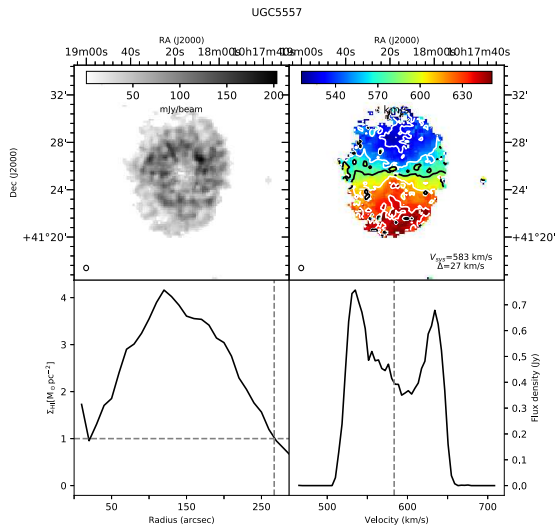 UGC5557
RA (J2000)
RA (J2000)
19m00s 40s 20s 18m00s 10h17m40s
19m00s 40s 20s 18m00s 10h17m40s
Dec (J2000)
32'
28'
24'
+41°20'
32'
28'
24'
+41°20'
50 100 150 200
mJy/beam
540 570 600 630
km/s
V_sys=583 km/s
Δ=27 km/s
Σ_HI[M☉pc⁻²]
4
3
2
1
0
50 150 250
Radius (arcsec)
0.7
0.6
0.5
0.4
0.3
0.2
0.1
0.0
Flux density (Jy)
500 600 700
Velocity (km/s)